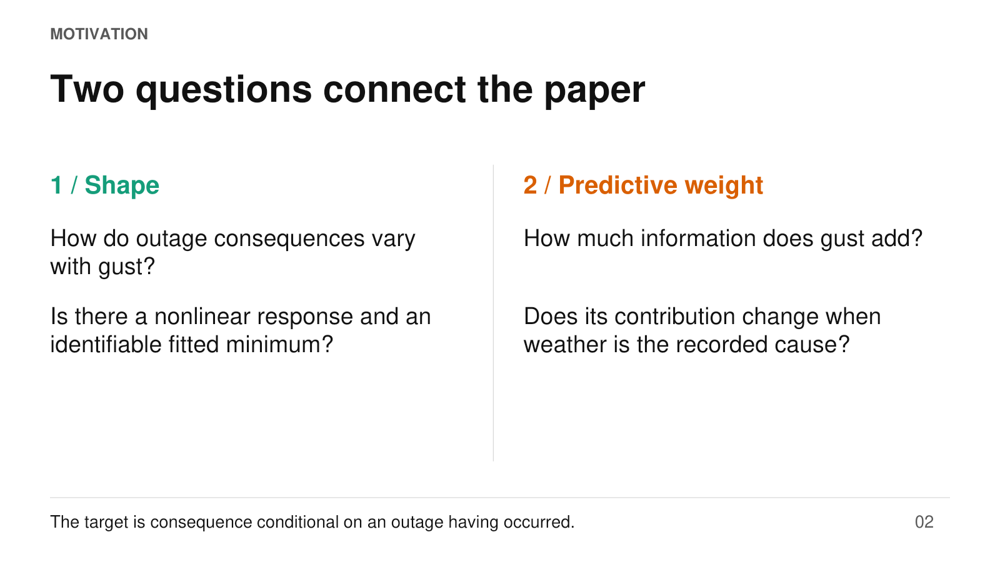 MOTIVATION
Two questions connect the paper
1 / Shape
How do outage consequences vary
with gust?
Is there a nonlinear response and an
identifiable fitted minimum?
2 / Predictive weight
How much information does gust add?
Does its contribution change when
weather is the recorded cause?
The target is consequence conditional on an outage having occurred.
02